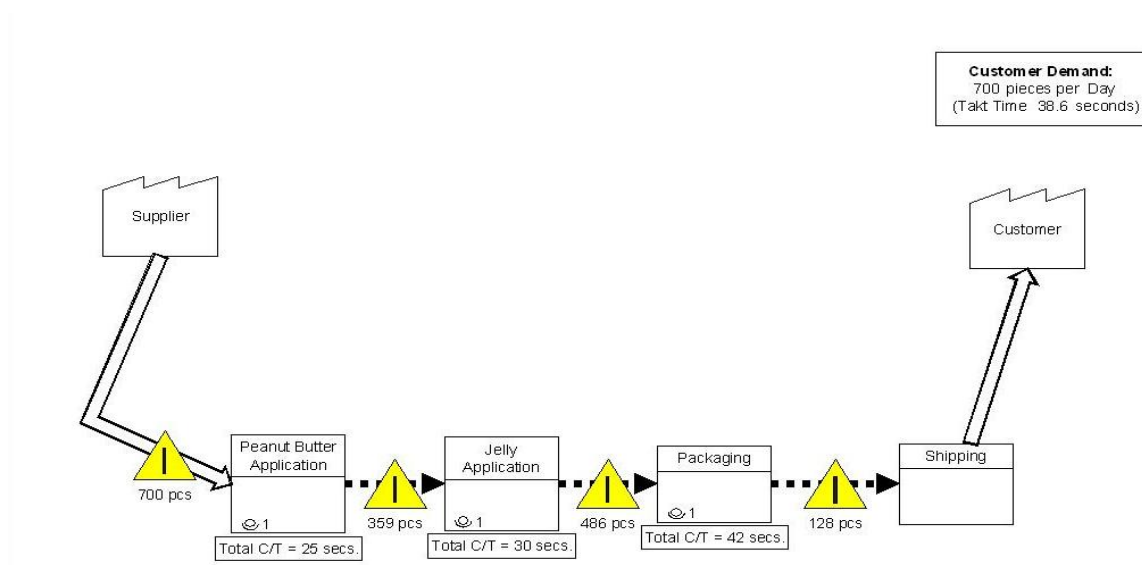 Customer Demand:
700 pieces per Day
(Takt Time 38.6 seconds)
Supplier
Customer
700 pcs
Peanut Butter
Application
1
Total C/T = 25 secs.
359 pcs
Jelly
Application
1
Total C/T = 30 secs.
486 pcs
Packaging
1
Total C/T = 42 secs.
128 pcs
Shipping